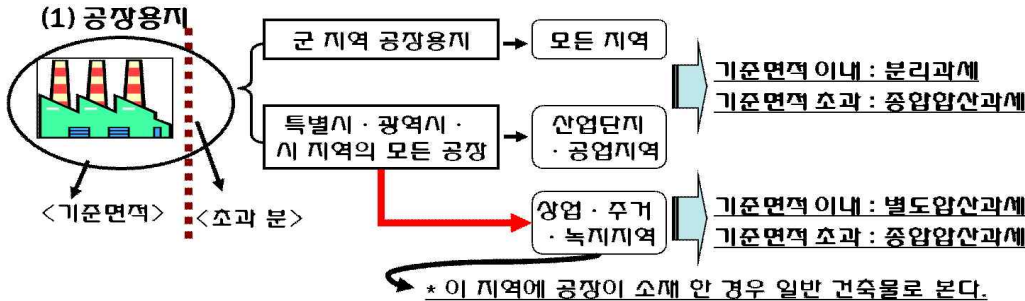 (1) 공장용지
군 지역 공장용지
모든 지역
기준면적 이내 : 분리과세
기준면적 초과 : 종합합산과세
특별시 · 광역시 ·
시 지역의 모든 공장
산업단지
· 공업지역
<기준면적>
<초과 분>
상업 · 주거
· 녹지지역
기준면적 이내 : 별도합산과세
기준면적 초과 : 종합합산과세
* 이 지역에 공장이 소재 한 경우 일반 건축물로 본다.